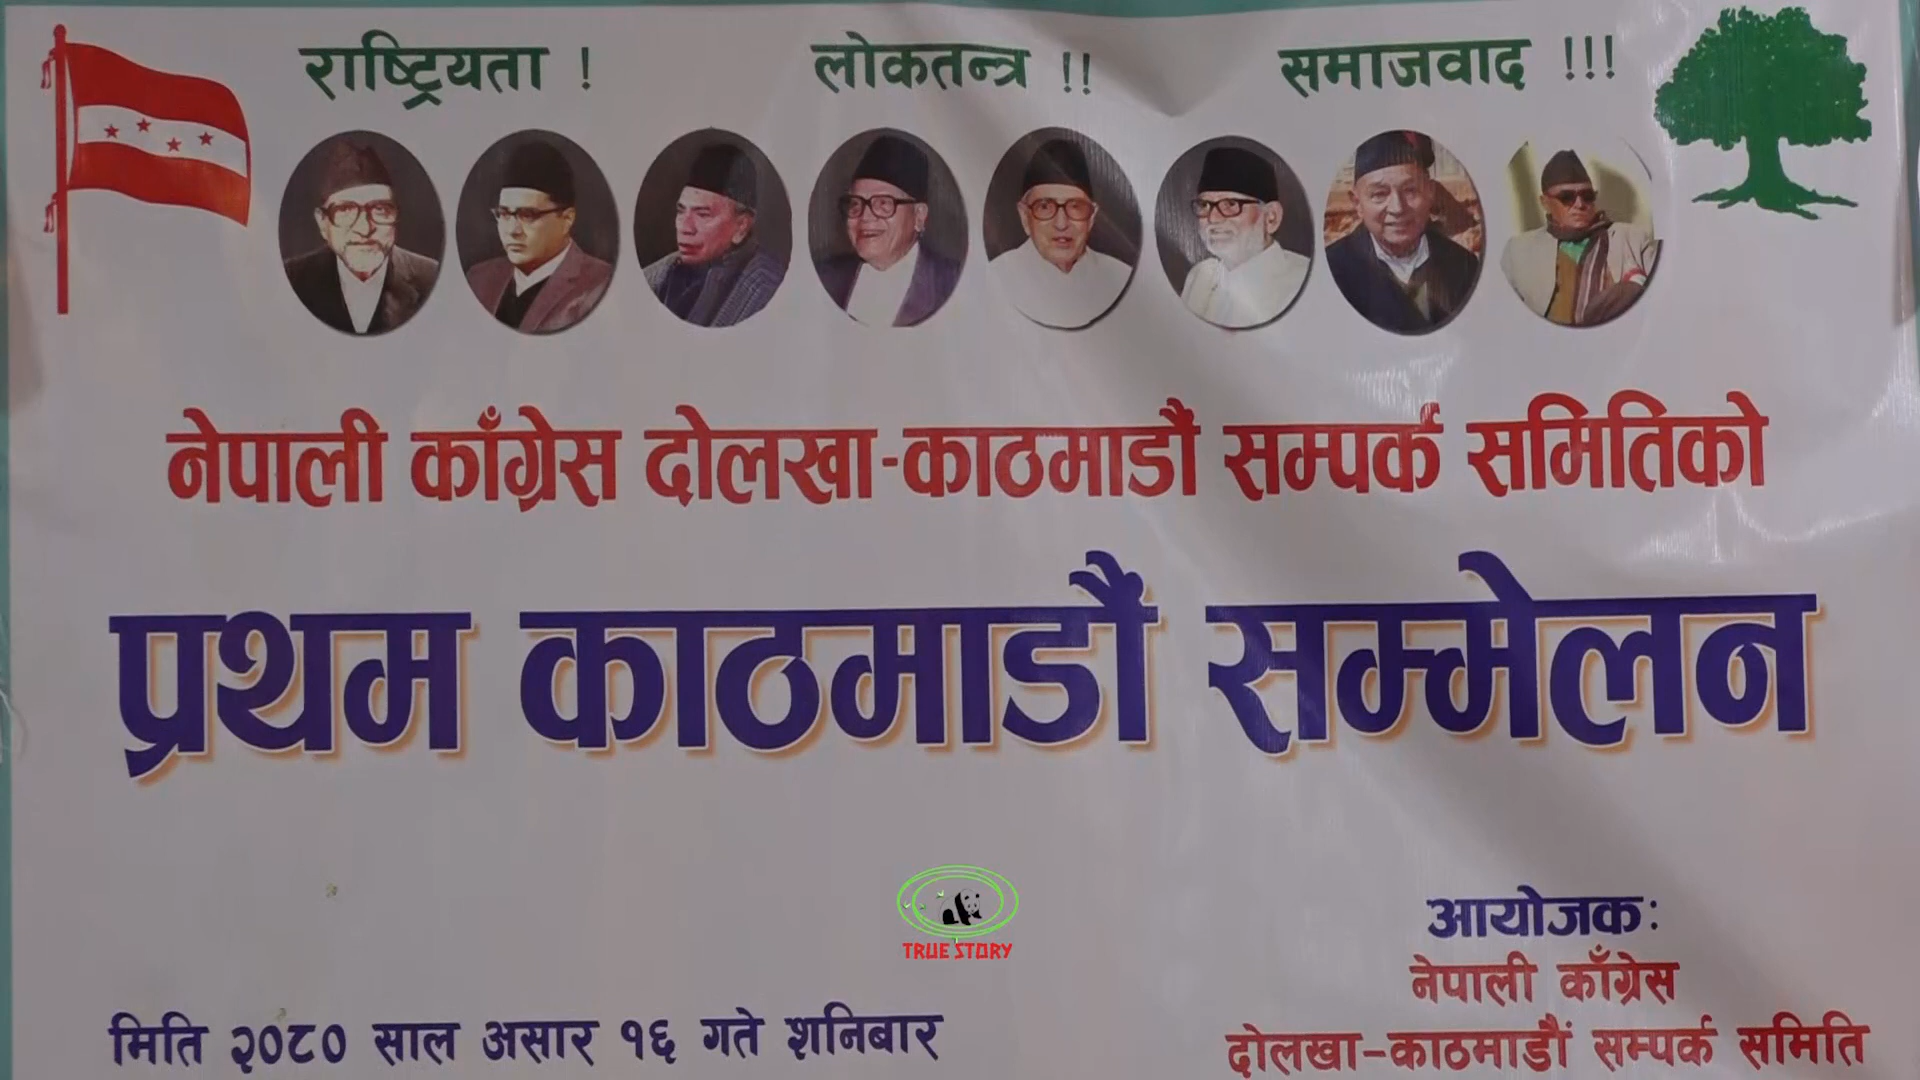 राष्ट्रियता ! लोकतन्त्र !! समाजवाद !!!
नेपाली काँग्रेस दोलखा-काठमाडौं सम्पर्क समितिको
प्रथम काठमाडौं सम्मेलन
TRUE STORY
आयोजकः
नेपाली काँग्रेस
मिति २०८० साल असार १६ गते शनिबार
दोलखा-काठमाडौं सम्पर्क समिति